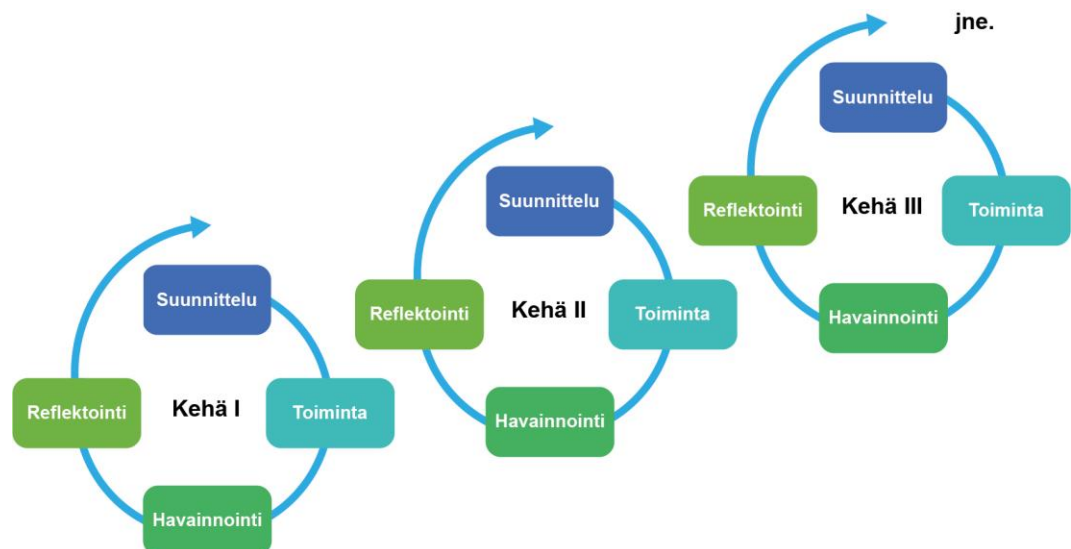 Suunnittelu
Toiminta
Havainnointi
Reflektointi
Kehä I
Suunnittelu
Toiminta
Havainnointi
Reflektointi
Kehä II
Suunnittelu
Toiminta
Havainnointi
Reflektointi
Kehä III
jne.